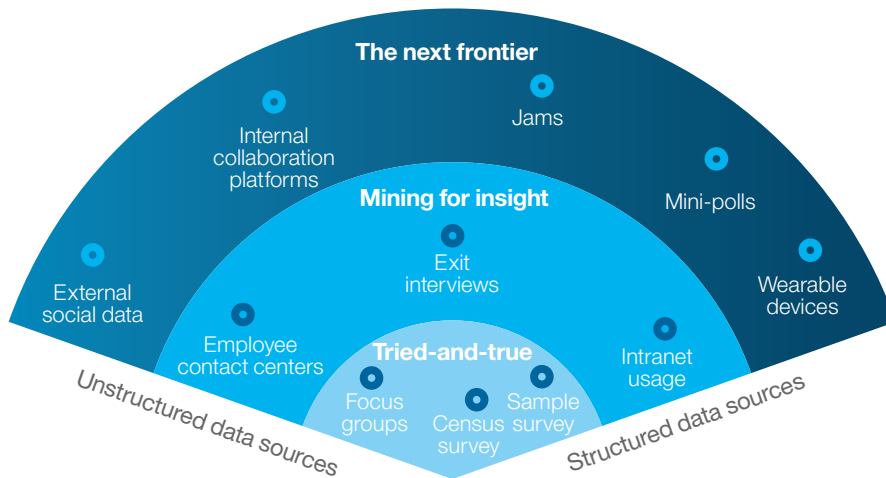 The next frontier
Jams
Internal
collaboration
platforms
Mini-polls
External
social data
Wearable
devices
Mining for insight
Exit
interviews
Employee
contact centers
Intranet
usage
Tried-and-true
Focus
groups
Census
survey
Sample
survey
Unstructured data sources
Structured data sources